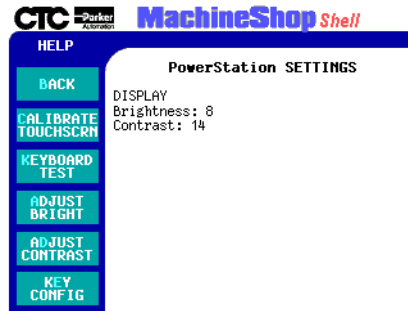 CTC Parker Automation MachineShop Shell
HELP
PowerStation SETTINGS
BACK
DISPLAY
Brightness: 8
Contrast: 14
CALIBRATE
TOUCHSCRN
KEYBOARD
TEST
ADJUST
BRIGHT
ADJUST
CONTRAST
KEY
CONFIG